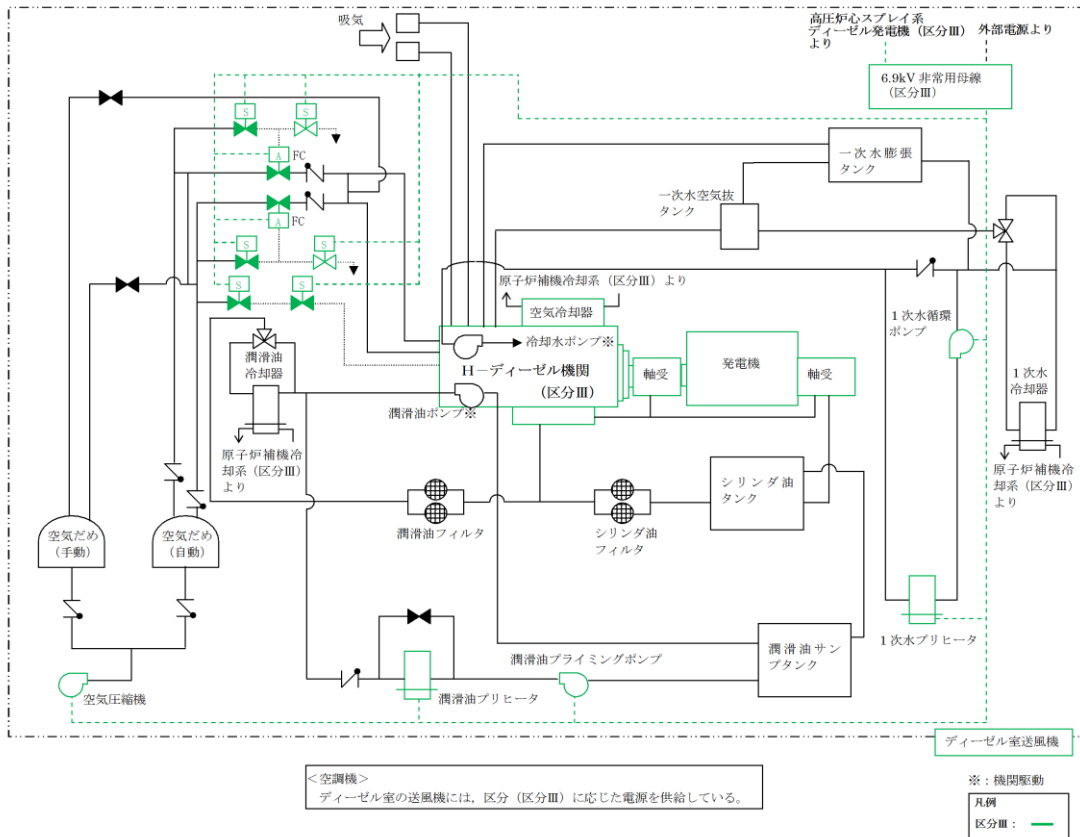 吸気
高圧炉心スプレイ系
ディーゼル発電機（区分Ⅲ）
より
外部電源より
6.9kV 非常用母線
（区分Ⅲ）
S
S
A
FC
A
FC
S
S
S
S
一次水膨張
タンク
一次水空気抜
タンク
原子炉補機冷却系（区分Ⅲ）より
空気冷却器
冷却水ポンプ※
H－ディーゼル機関
（区分Ⅲ）
潤滑油ポンプ※
軸受
発電機
軸受
１次水循環
ポンプ
１次水
冷却器
原子炉補機冷
却系（区分Ⅲ）
より
潤滑油
冷却器
原子炉補機冷
却系（区分Ⅲ）
より
潤滑油フィルタ
シリンダ油
フィルタ
シリンダ油
タンク
空気だめ
（手動）
空気だめ
（自動）
１次水プリヒータ
潤滑油サン
プタンク
潤滑油プライミングポンプ
潤滑油プリヒータ
空気圧縮機
ディーゼル室送風機
＜空調機＞
ディーゼル室の送風機には，区分（区分Ⅲ）に応じた電源を供給している。
※：機関駆動
凡例
区分Ⅲ：